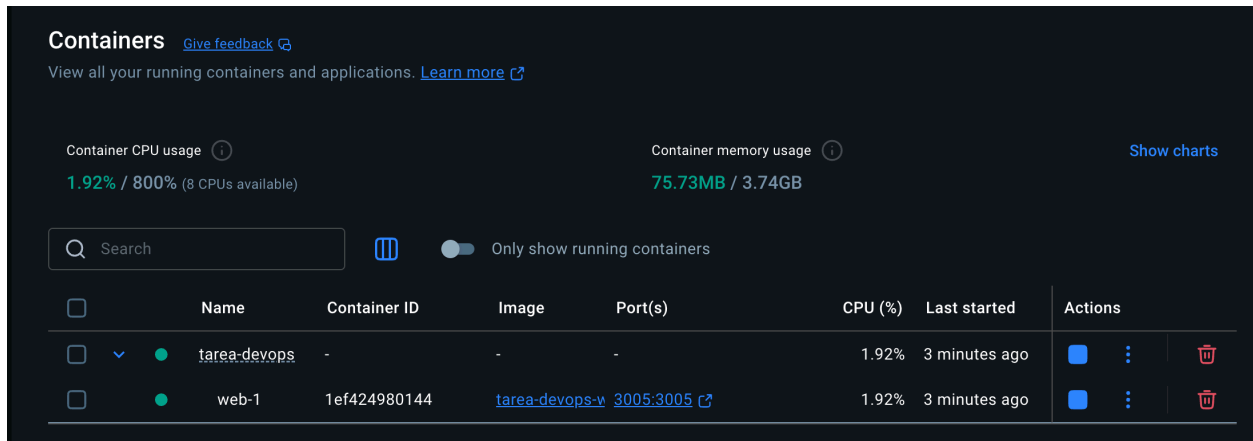 Containers Give feedback
View all your running containers and applications. Learn more
Container CPU usage
Container memory usage
Show charts
1.92% / 800% (8 CPUs available)
75.73MB / 3.74GB
Search
Only show running containers
Name Container ID Image Port(s) CPU (%) Last started Actions
tarea-devops - - - 1.92% 3 minutes ago
web-1 1ef424980144 tarea-devops-w 3005:3005 1.92% 3 minutes ago